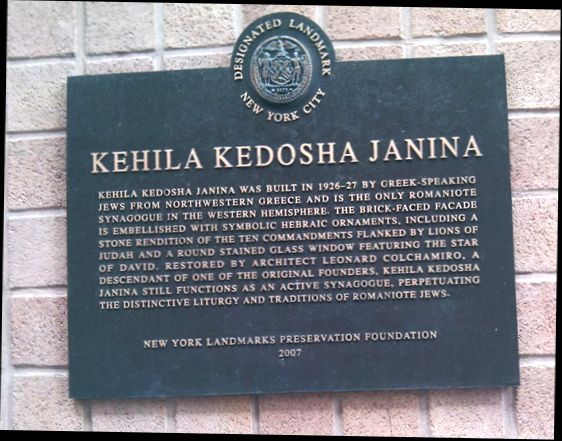 DESIGNATED LANDMARK
NEW YORK CITY
KEHILA KEDOSHA JANINA
KEHILA KEDOSHA JANINA WAS BUILT IN 1926-27 BY GREEK-SPEAKING
JEWS FROM NORTHWESTERN GREECE AND IS THE ONLY ROMANIOTE
SYNAGOGUE IN THE WESTERN HEMISPHERE. THE BRICK-FACED FACADE
IS EMBELLISHED WITH SYMBOLIC HEBRAIC ORNAMENTS, INCLUDING A
STONE RENDITION OF THE TEN COMMANDMENTS FLANKED BY LIONS OF
JUDAH AND A ROUND STAINED GLASS WINDOW FEATURING THE STAR
OF DAVID. RESTORED BY ARCHITECT LEONARD COLCHAMIRO, A
DESCENDANT OF ONE OF THE ORIGINAL FOUNDERS, KEHILA KEDOSHA
JANINA STILL FUNCTIONS AS AN ACTIVE SYNAGOGUE, PERPETUATING
THE DISTINCTIVE LITURGY AND TRADITIONS OF ROMANIOTE JEWS.
NEW YORK LANDMARKS PRESERVATION FOUNDATION
2007